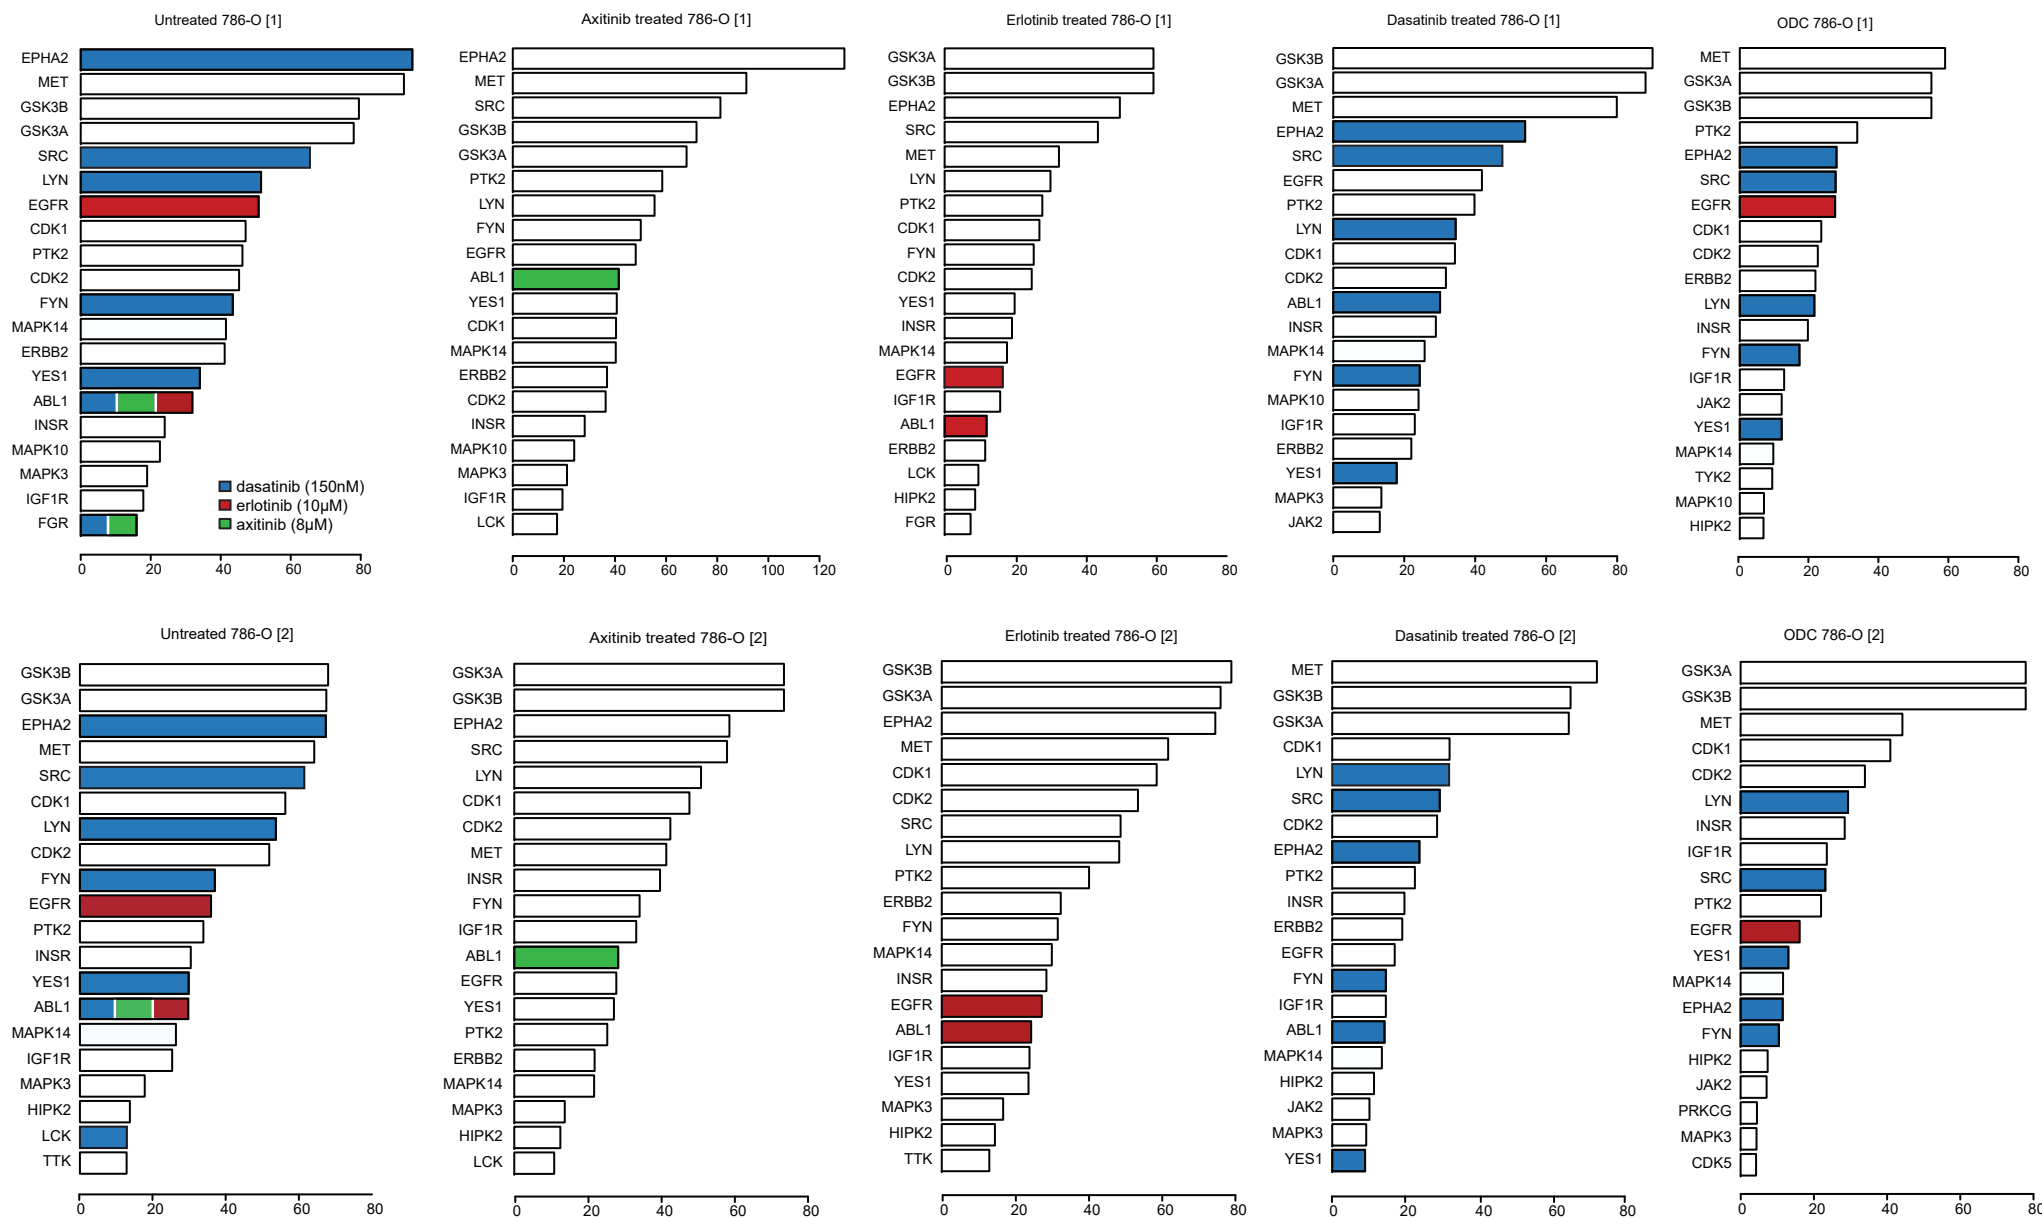 Untreated 786-O [1]
EPHA2
MET
GSK3B
GSK3A
SRC
LYN
EGFR
CDK1
PTK2
CDK2
FYN
MAPK14
ERBB2
YES1
ABL1
INSR
MAPK10
MAPK3
IGF1R
FGR
dasatinib (150nM)
erlotinib (10µM)
axitinib (8µM)
0 20 40 60 80
Axitinib treated 786-O [1]
EPHA2
MET
SRC
GSK3B
GSK3A
PTK2
LYN
FYN
EGFR
ABL1
YES1
CDK1
MAPK14
ERBB2
CDK2
INSR
MAPK10
MAPK3
IGF1R
LCK
0 20 40 60 80 100 120
Erlotinib treated 786-O [1]
GSK3A
GSK3B
EPHA2
SRC
MET
LYN
PTK2
CDK1
FYN
CDK2
YES1
INSR
MAPK14
EGFR
IGF1R
ABL1
ERBB2
LCK
HIPK2
FGR
0 20 40 60 80
Dasatinib treated 786-O [1]
GSK3B
GSK3A
MET
EPHA2
SRC
EGFR
PTK2
LYN
CDK1
CDK2
ABL1
INSR
MAPK14
FYN
MAPK10
IGF1R
ERBB2
YES1
MAPK3
JAK2
0 20 40 60 80
ODC 786-O [1]
MET
GSK3A
GSK3B
PTK2
EPHA2
SRC
EGFR
CDK1
CDK2
ERBB2
LYN
INSR
FYN
IGF1R
JAK2
YES1
MAPK14
TYK2
MAPK10
HIPK2
0 20 40 60 80
Untreated 786-O [2]
GSK3B
GSK3A
EPHA2
MET
SRC
CDK1
LYN
CDK2
FYN
EGFR
PTK2
INSR
YES1
ABL1
MAPK14
IGF1R
MAPK3
HIPK2
LCK
TTK
0 20 40 60 80
Axitinib treated 786-O [2]
GSK3A
GSK3B
EPHA2
SRC
LYN
CDK1
CDK2
MET
INSR
FYN
IGF1R
ABL1
EGFR
YES1
PTK2
ERBB2
MAPK14
MAPK3
HIPK2
LCK
0 20 40 60 80
Erlotinib treated 786-O [2]
GSK3B
GSK3A
EPHA2
MET
CDK1
CDK2
SRC
LYN
PTK2
ERBB2
FYN
MAPK14
INSR
EGFR
ABL1
IGF1R
YES1
MAPK3
HIPK2
TTK
0 20 40 60 80
Dasatinib treated 786-O [2]
MET
GSK3B
GSK3A
CDK1
LYN
SRC
CDK2
EPHA2
PTK2
INSR
ERBB2
EGFR
FYN
IGF1R
ABL1
MAPK14
HIPK2
JAK2
MAPK3
YES1
0 20 40 60 80
ODC 786-O [2]
GSK3A
GSK3B
MET
CDK1
CDK2
LYN
INSR
IGF1R
SRC
PTK2
EGFR
YES1
MAPK14
EPHA2
FYN
HIPK2
JAK2
PRKCG
MAPK3
CDK5
0 20 40 60 80